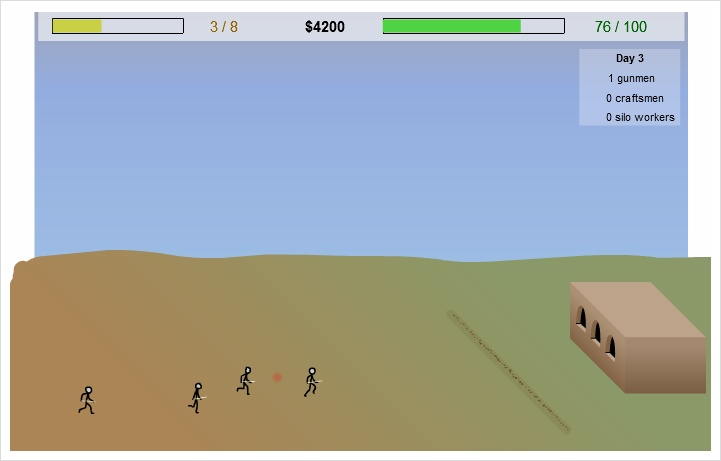 3 / 8 $4200 76 / 100
Day 3
1 gunmen
0 craftsmen
0 silo workers